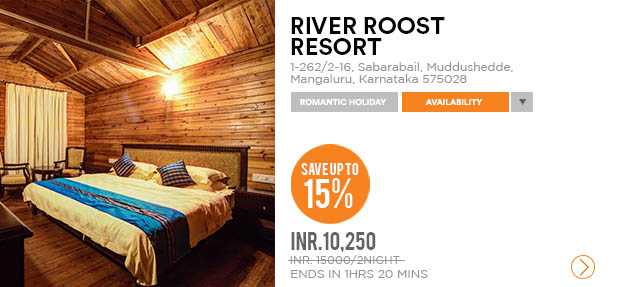 RIVER ROOST
RESORT
1-262/2-16, Sabarabail, Muddushedde,
Mangaluru, Karnataka 575028
ROMANTIC HOLIDAY
AVAILABILITY
SAVE UP TO
15%
INR.10,250
INR. 15000/2NIGHT
ENDS IN 1HRS 20 MINS